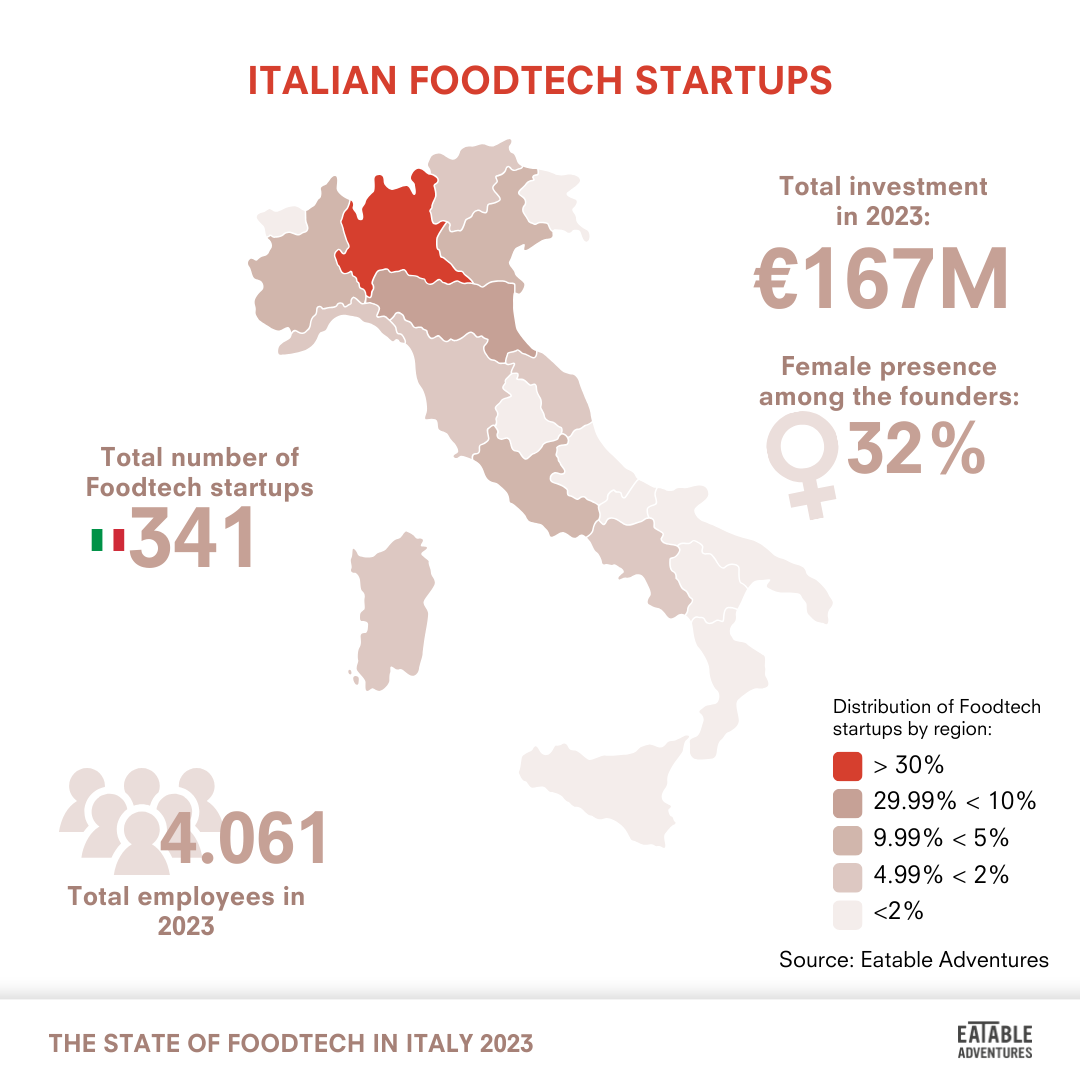 ITALIAN FOODTECH STARTUPS
Total investment
in 2023:
€167M
Female presence
among the founders:
32%
Total number of
Foodtech startups
341
4.061
Total employees in
2023
Distribution of Foodtech
startups by region:
> 30%
29.99% < 10%
9.99% < 5%
4.99% < 2%
<2%
Source: Eatable Adventures
THE STATE OF FOODTECH IN ITALY 2023
EATABLE
ADVENTURES